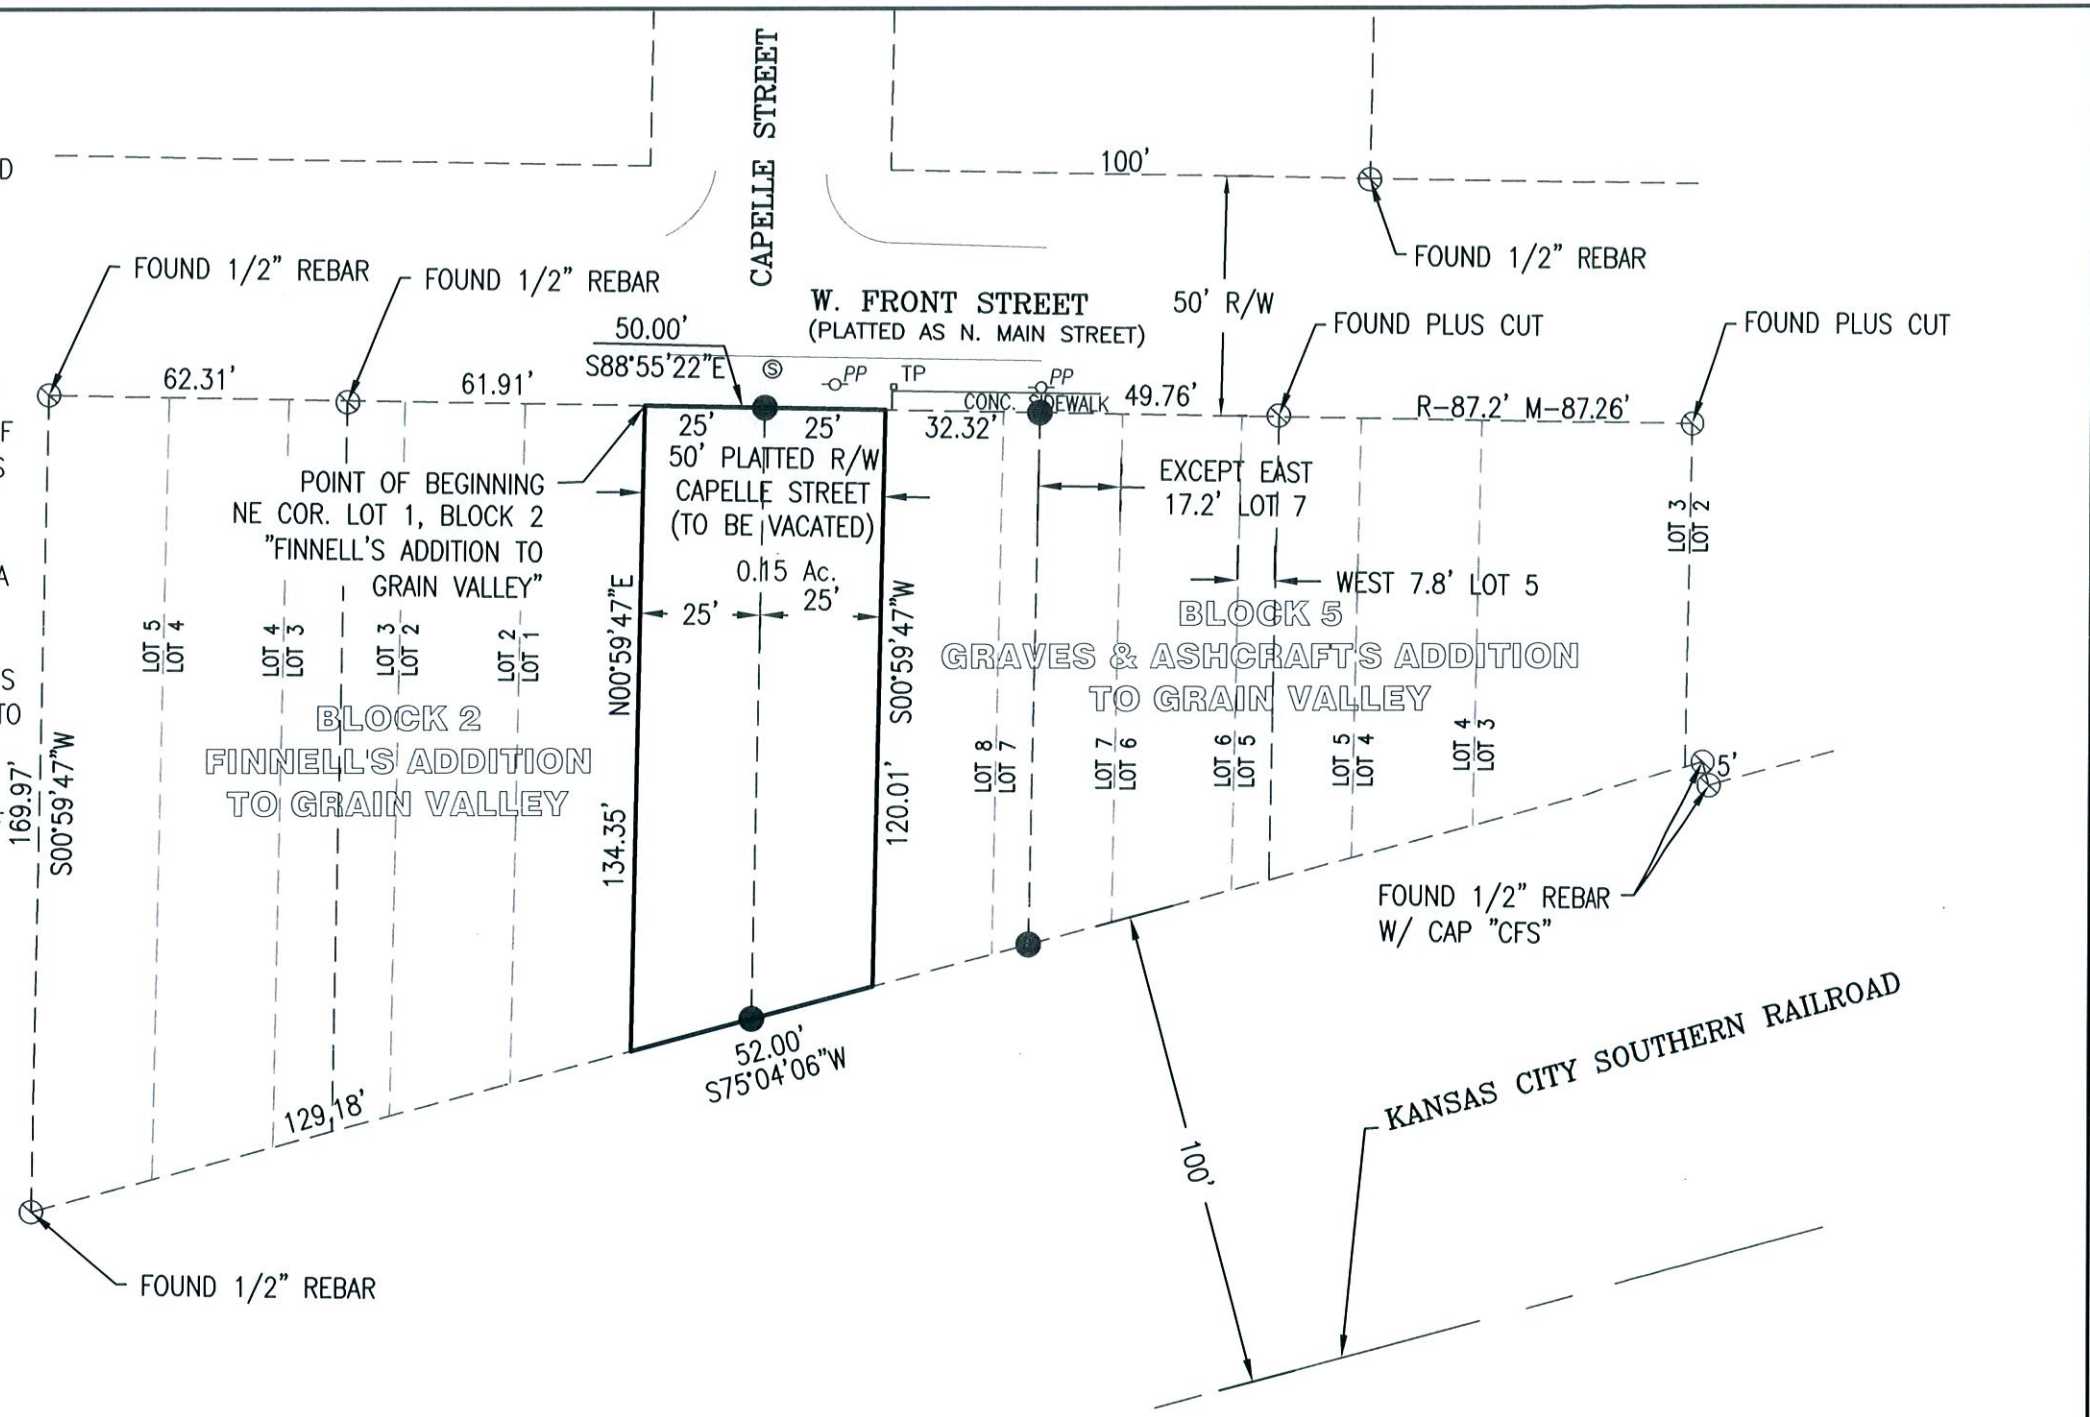 CAPELLE STREET
D
100'
FOUND 1/2" REBAR
FOUND 1/2" REBAR
FOUND 1/2" REBAR
W. FRONT STREET
(PLATTED AS N. MAIN STREET)
50' R/W
FOUND PLUS CUT
FOUND PLUS CUT
50.00'
S88°55'22"E
S
PP
TP
PP
62.31'
61.91'
CONC. SIDEWALK
49.76'
R-87.2' M-87.26'
25'
25'
32.32'
F
S
50' PLATTED R/W
CAPELLE STREET
(TO BE VACATED)
0.15 Ac.
25'
25'
POINT OF BEGINNING
NE COR. LOT 1, BLOCK 2
"FINNELL'S ADDITION TO
GRAIN VALLEY"
EXCEPT EAST
17.2' LOT 7
WEST 7.8' LOT 5
LOT 3
LOT 2
A
BLOCK 5
GRAVES & ASHCRAFT'S ADDITION
TO GRAIN VALLEY
LOT 5
LOT 4
LOT 4
LOT 3
LOT 3
LOT 2
LOT 2
LOT 1
N00°59'47"E
134.35'
S00°59'47"W
120.01'
S
TO
169.97'
S00°59'47"W
BLOCK 2
FINNELL'S ADDITION
TO GRAIN VALLEY
LOT 8
LOT 7
LOT 7
LOT 6
LOT 6
LOT 5
LOT 5
LOT 4
LOT 4
LOT 3
5'
FOUND 1/2" REBAR
W/ CAP "CFS"
52.00'
S75°04'06"W
129.18'
100'
KANSAS CITY SOUTHERN RAILROAD
FOUND 1/2" REBAR